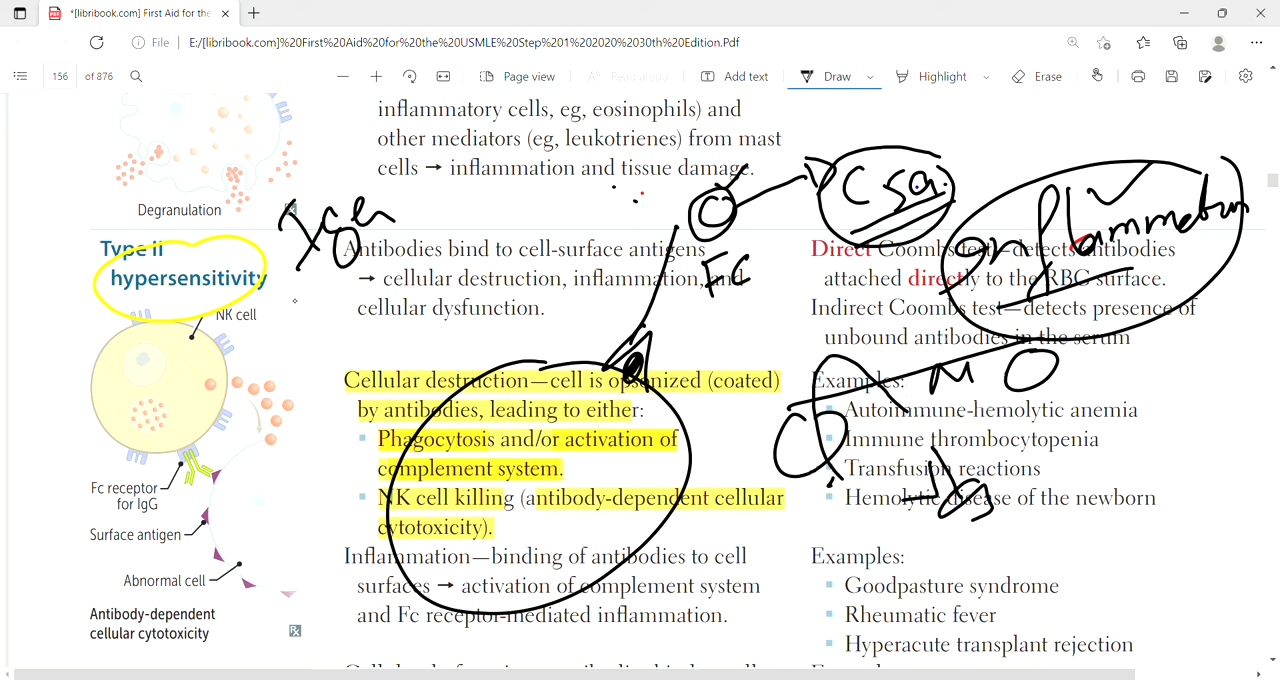 *[libribook.com] First Aid for the
File
E:/[libribook.com]%20First%20Aid%20for%20the%20USMLE%20Step%201%202020%2030th%20Edition.Pdf
156 of 876
Page view
Read aloud
Add text
Draw
Highlight
Erase
Degranulation
Type II
hypersensitivity
NK cell
Fc receptor
for IgG
Surface antigen
Abnormal cell
Antibody-dependent
cellular cytotoxicity
Rx
inflammatory cells, eg, eosinophils) and
other mediators (eg, leukotrienes) from mast
cells → inflammation and tissue damage.
Antibodies bind to cell-surface antigens
→ cellular destruction, inflammation, and
cellular dysfunction.
Cellular destruction—cell is opsonized (coated)
by antibodies, leading to either:
Phagocytosis and/or activation of
complement system.
NK cell killing (antibody-dependent cellular
cytotoxicity).
Inflammation—binding of antibodies to cell
surfaces → activation of complement system
and Fc receptor-mediated inflammation.
Direct Coombs test—detects antibodies
attached directly to the RBC surface.
Indirect Coombs test—detects presence of
unbound antibodies in the serum
Examples:
Autoimmune-hemolytic anemia
Immune thrombocytopenia
Transfusion reactions
Hemolytic disease of the newborn
Examples:
Goodpasture syndrome
Rheumatic fever
Hyperacute transplant rejection
FC
C5a